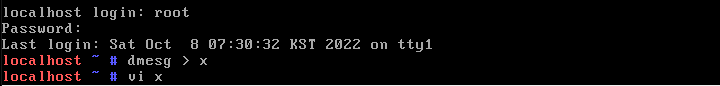 localhost login: root
Password:
Last login: Sat Oct  8 07:30:32 KST 2022 on tty1
localhost ~ # dmesg > x
localhost ~ # vi x